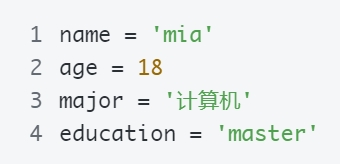 1 name = 'mia'
2 age = 18
3 major = '计算机'
4 education = 'master'